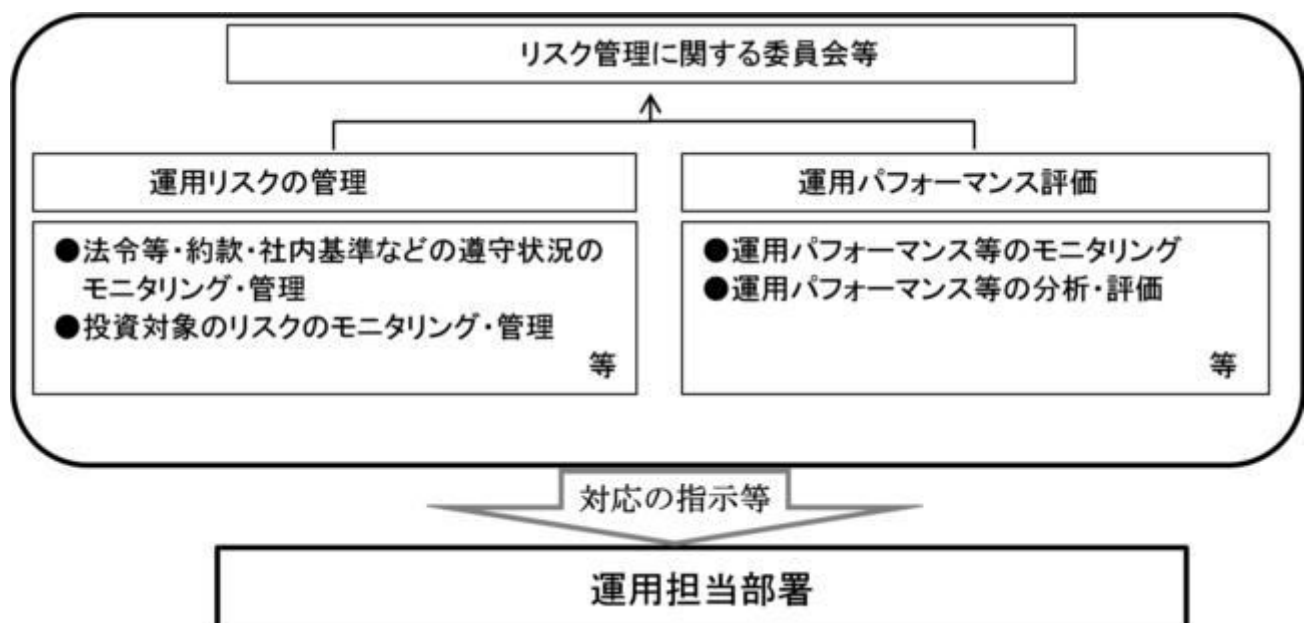 リスク管理に関する委員会等
運用リスクの管理
●法令等・約款・社内基準などの遵守状況の
モニタリング・管理
●投資対象のリスクのモニタリング・管理
等
運用パフォーマンス評価
●運用パフォーマンス等のモニタリング
●運用パフォーマンス等の分析・評価
等
対応の指示等
運用担当部署